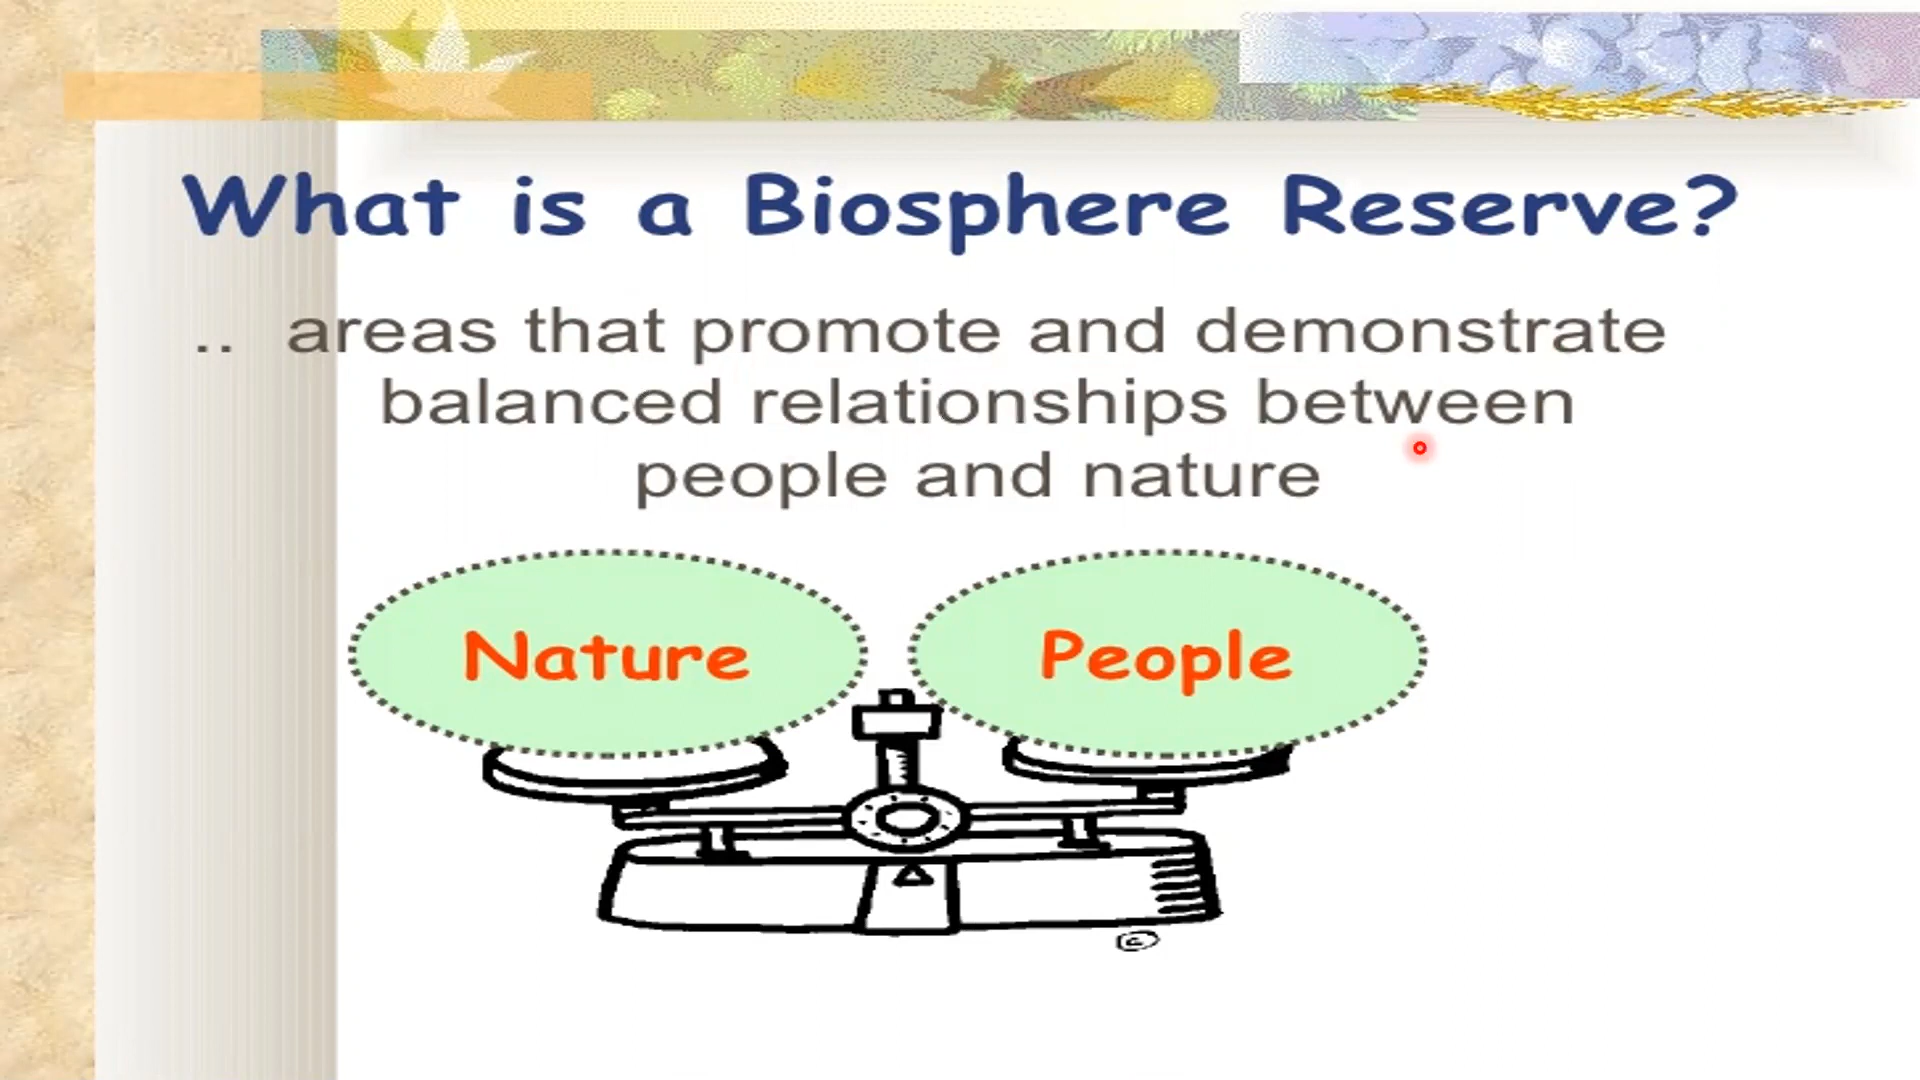 What is a Biosphere Reserve?
.. areas that promote and demonstrate
balanced relationships between
people and nature
Nature
People